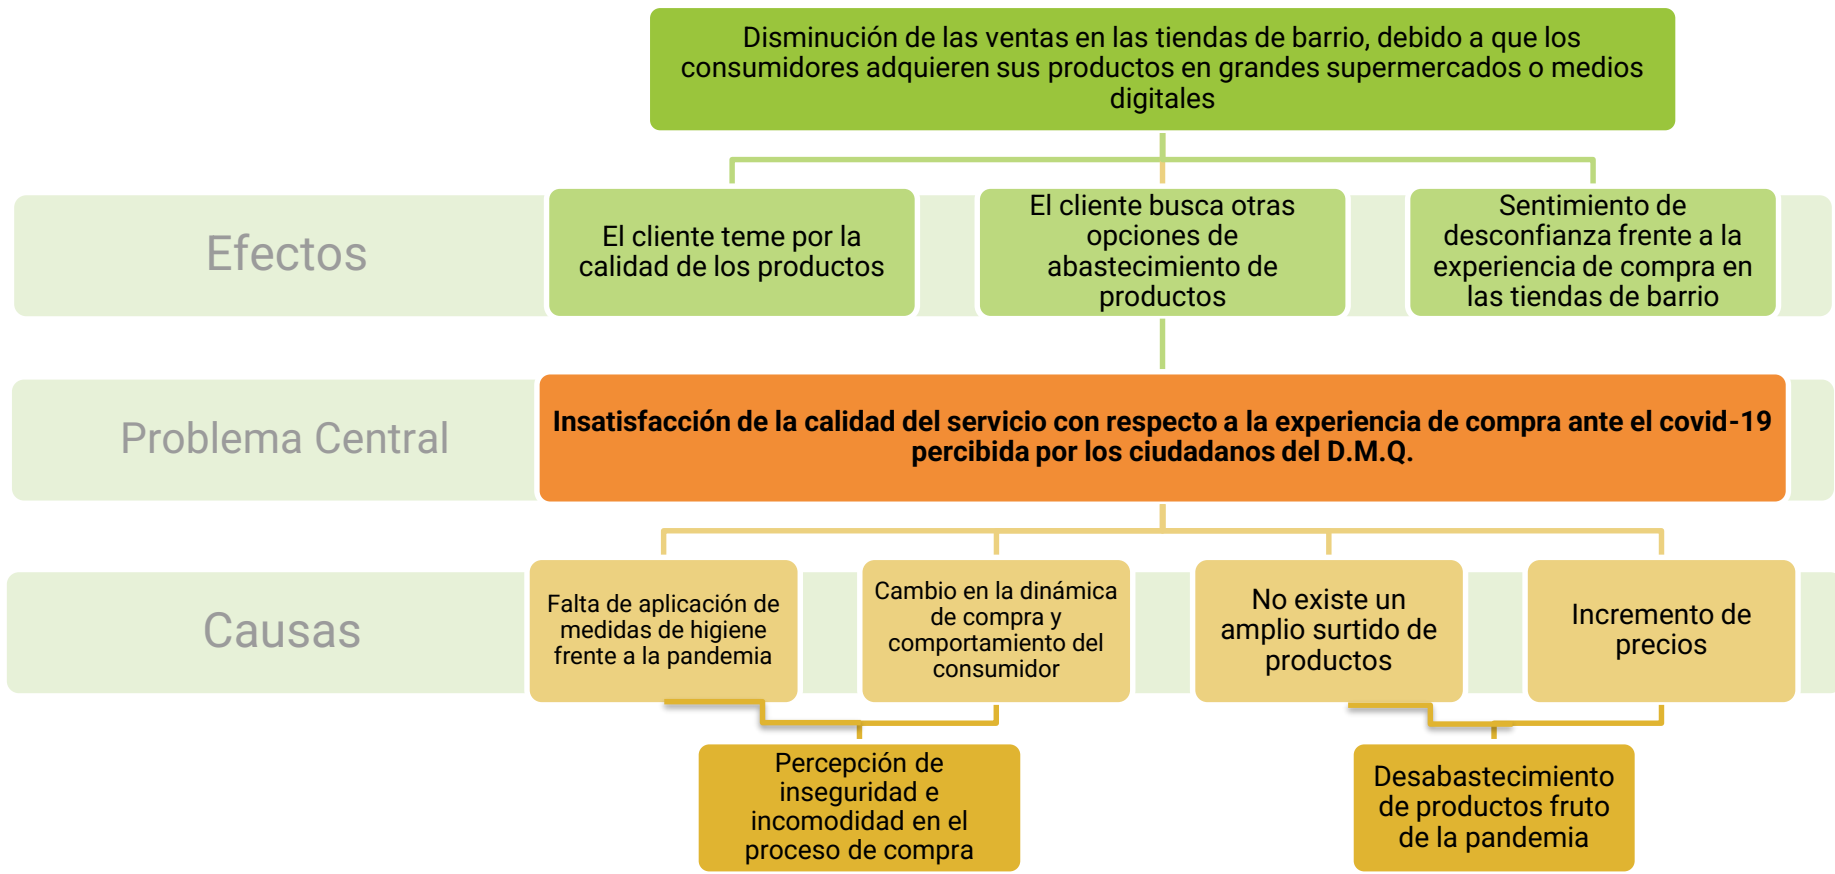 Disminución de las ventas en las tiendas de barrio, debido a que los
consumidores adquieren sus productos en grandes supermercados o medios
digitales
Efectos
El cliente teme por la
calidad de los productos
El cliente busca otras
opciones de
abastecimiento de
productos
Sentimiento de
desconfianza frente a la
experiencia de compra en
las tiendas de barrio
Problema Central
Insatisfacción de la calidad del servicio con respecto a la experiencia de compra ante el covid-19
percibida por los ciudadanos del D.M.Q.
Causas
Falta de aplicación de
medidas de higiene
frente a la pandemia
Cambio en la dinámica
de compra y
comportamiento del
consumidor
No existe un
amplio surtido de
productos
Incremento de
precios
Percepción de
inseguridad e
incomodidad en el
proceso de compra
Desabastecimiento
de productos fruto
de la pandemia